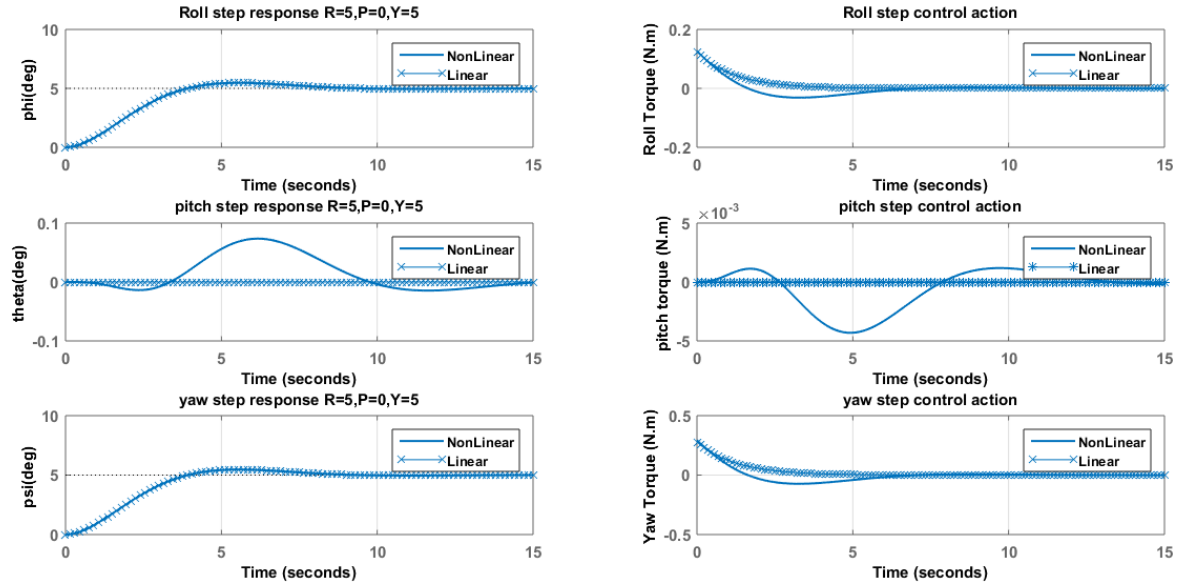 Roll step response R=5,P=0,Y=5
10
5
0
phi(deg)
NonLinear
Linear
0 5 10 15
Time (seconds)
Roll step control action
0.2
0
-0.2
Roll Torque (N.m)
NonLinear
Linear
0 5 10 15
Time (seconds)
pitch step response R=5,P=0,Y=5
0.1
0
-0.1
theta(deg)
NonLinear
Linear
0 5 10 15
Time (seconds)
pitch step control action
×10⁻³
5
0
-5
pitch torque (N.m)
NonLinear
Linear
0 5 10 15
Time (seconds)
yaw step response R=5,P=0,Y=5
10
5
0
psi(deg)
NonLinear
Linear
0 5 10 15
Time (seconds)
yaw step control action
0.5
0
-0.5
Yaw Torque (N.m)
NonLinear
Linear
0 5 10 15
Time (seconds)